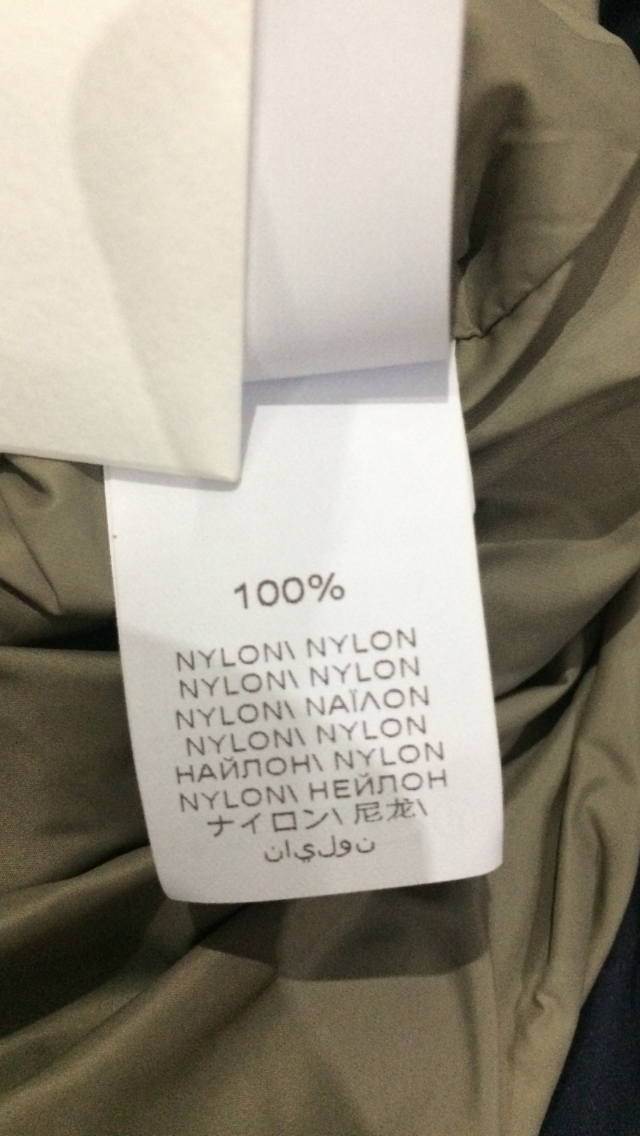 100%
NYLON\ NYLON
NYLON\ NYLON
NYLON\ ΝΑΪΛΟΝ
NYLON\ NYLON
НАЙЛОН\ NYLON
NYLON\ НЕЙЛОН
ナイロン\ 尼龙\
نايلون